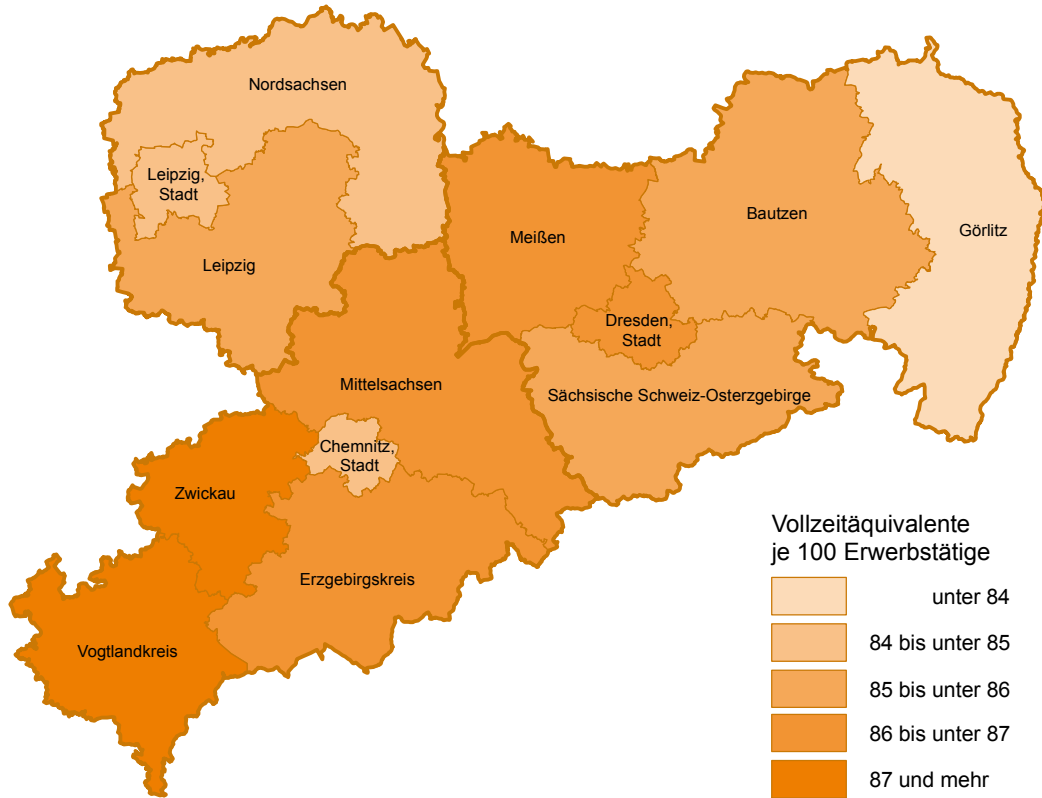 Nordsachsen
Leipzig,
Stadt
Leipzig
Meißen
Bautzen
Görlitz
Dresden,
Stadt
Mittelsachsen
Sächsische Schweiz-Osterzgebirge
Chemnitz,
Stadt
Zwickau
Erzgebirgskreis
Vogtlandkreis
Vollzeitäquivalente
je 100 Erwerbstätige
unter 84
84 bis unter 85
85 bis unter 86
86 bis unter 87
87 und mehr